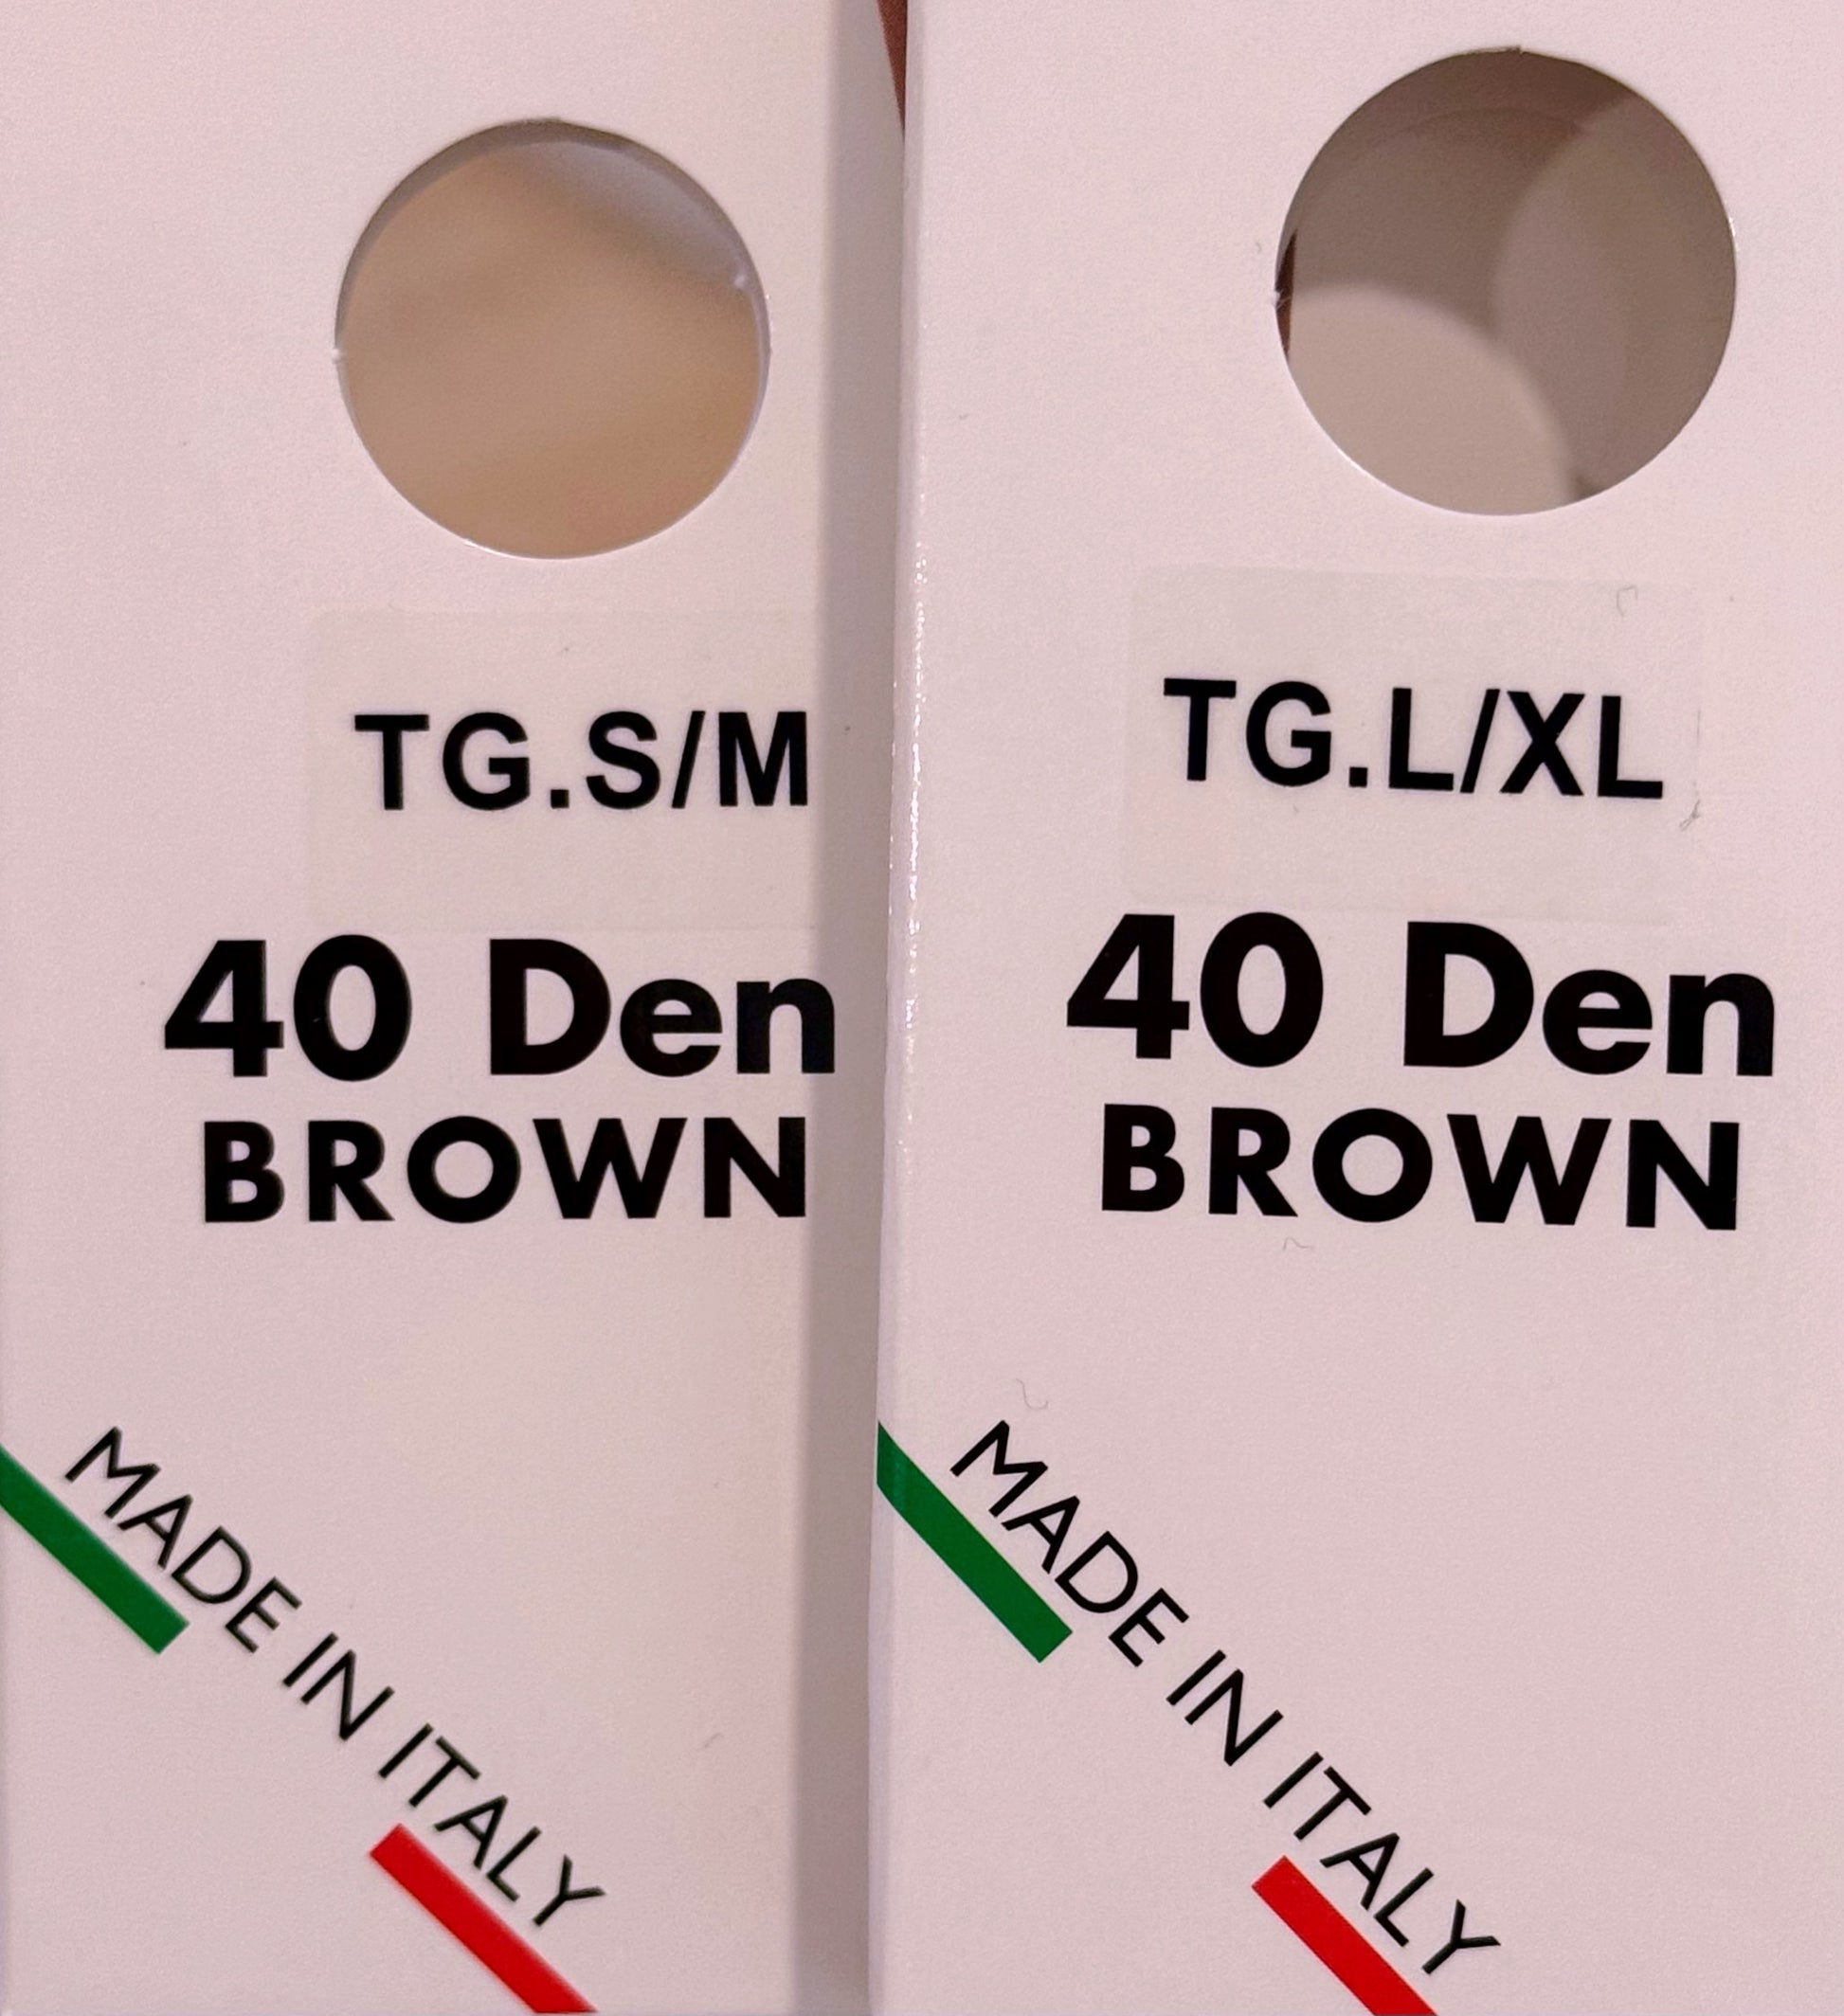 TG.S/M
40 Den
BROWN
MADE IN ITALY
TG.L/XL
40 Den
BROWN
MADE IN ITALY